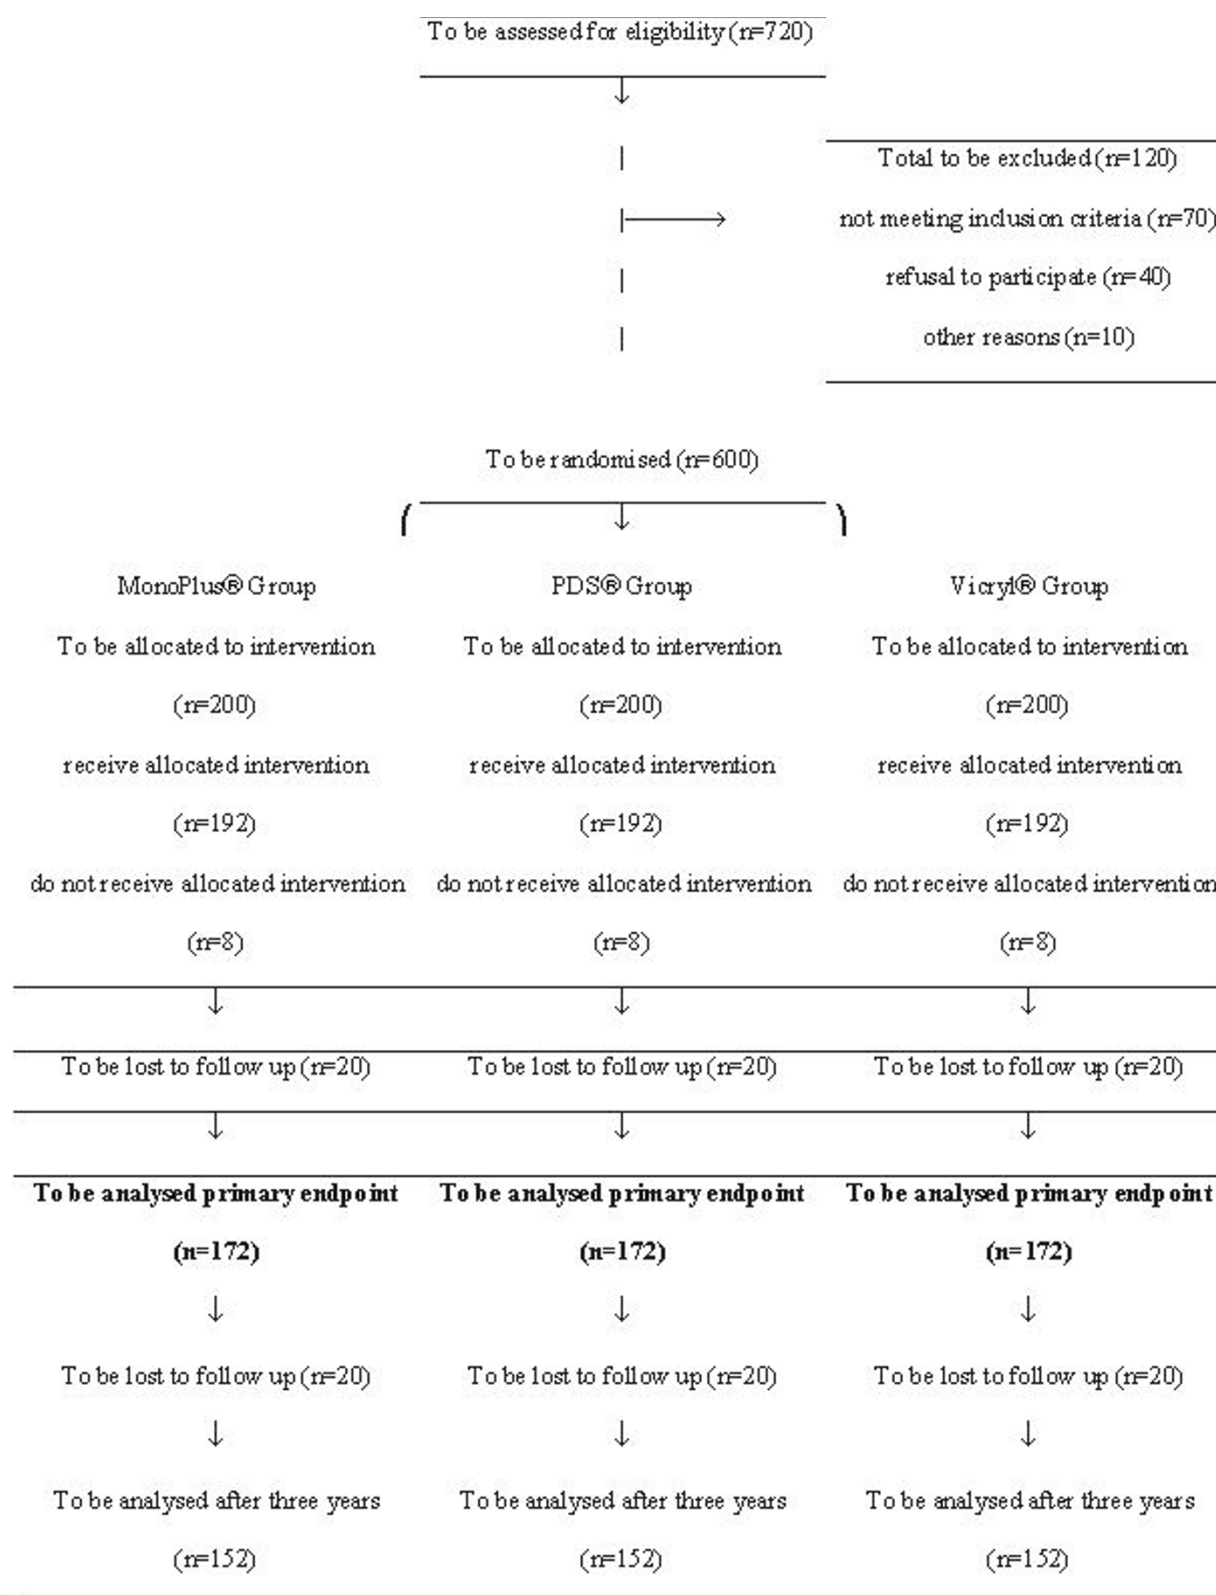 To be assessed for eligibility (n=720)
Total to be excluded (n=120)
not meeting inclusion criteria (n=70)
refusal to participate (n=40)
other reasons (n=10)
To be randomised (n=600)
MonoPlus® Group
PDS® Group
Vicryl® Group
To be allocated to intervention
To be allocated to intervention
To be allocated to intervention
(n=200)
(n=200)
(n=200)
receive allocated intervention
receive allocated intervention
receive allocated intervention
(n=192)
(n=192)
(n=192)
do not receive allocated intervention
do not receive allocated intervention
do not receive allocated intervention
(n=8)
(n=8)
(n=8)
To be lost to follow up (n=20)
To be lost to follow up (n=20)
To be lost to follow up (n=20)
To be analysed primary endpoint
To be analysed primary endpoint
To be analysed primary endpoint
(n=172)
(n=172)
(n=172)
To be lost to follow up (n=20)
To be lost to follow up (n=20)
To be lost to follow up (n=20)
To be analysed after three years
To be analysed after three years
To be analysed after three years
(n=152)
(n=152)
(n=152)